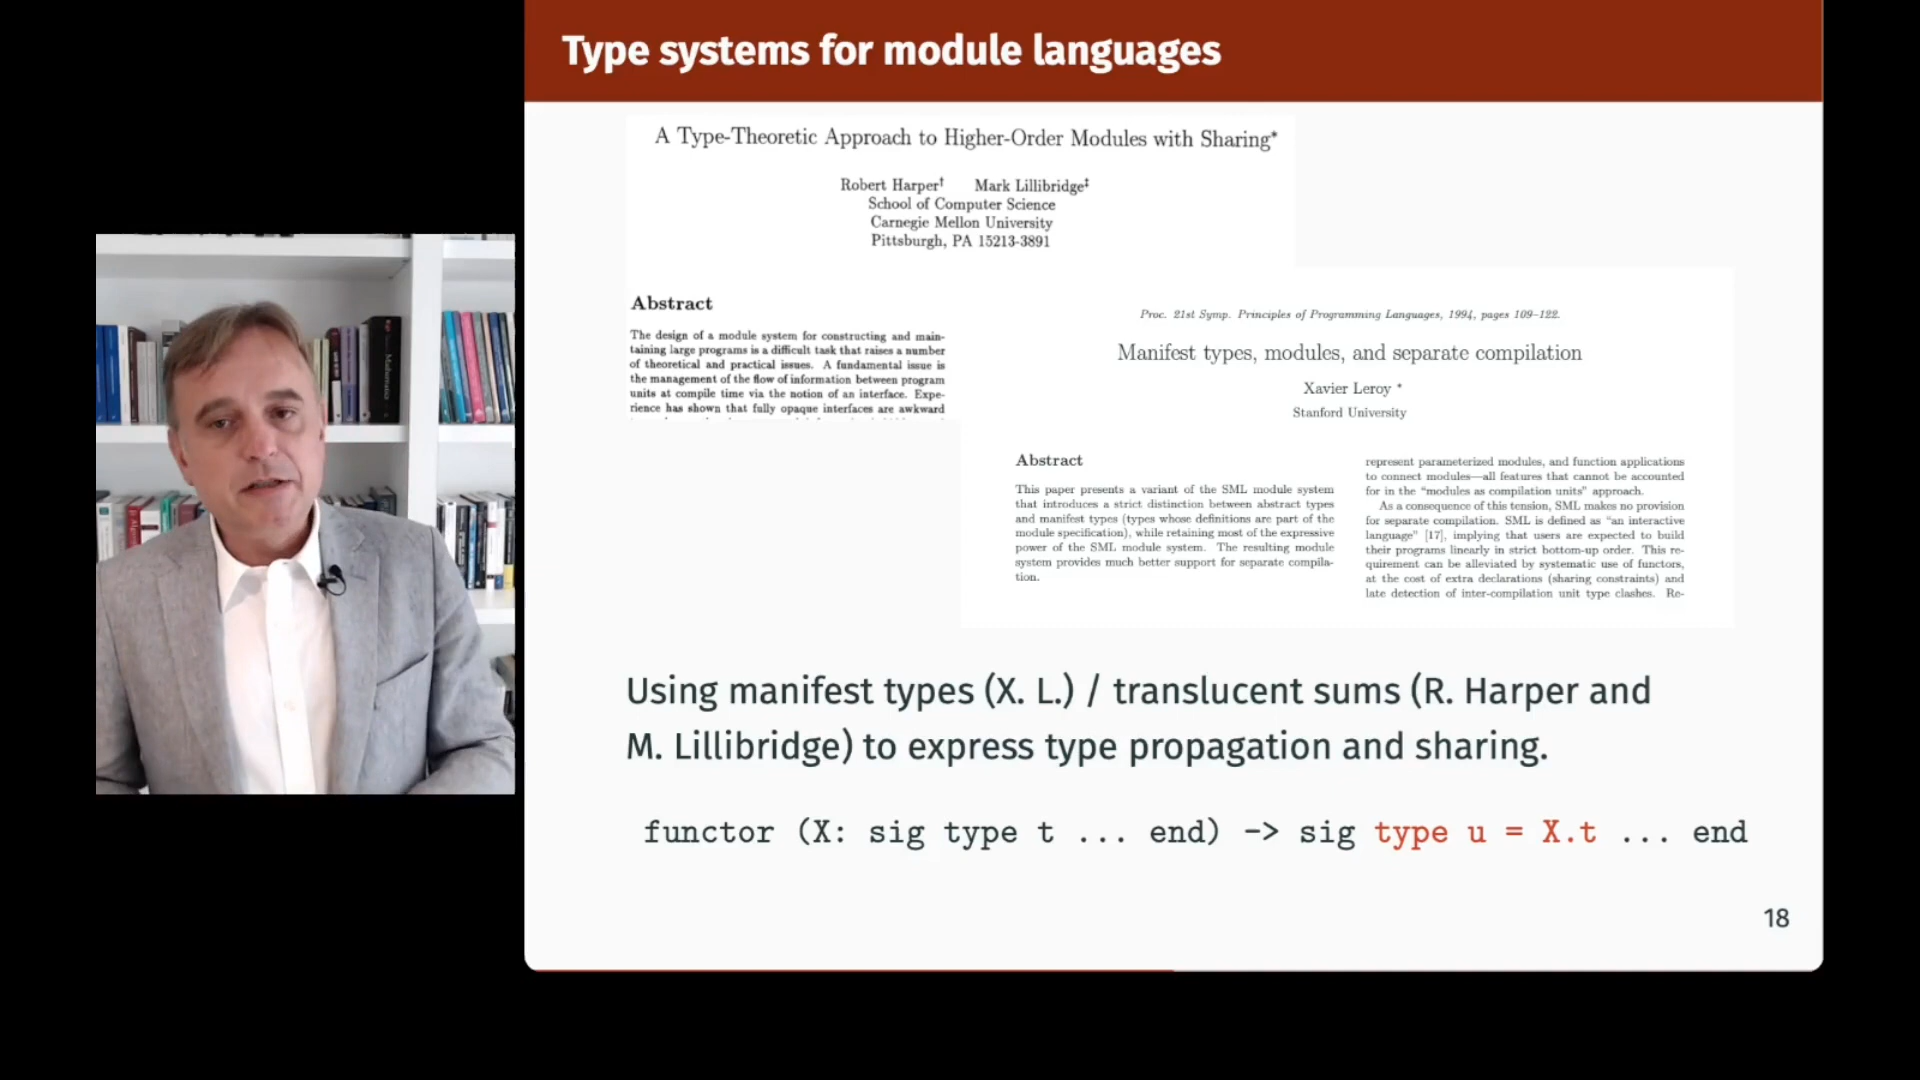 Type systems for module languages
A Type-Theoretic Approach to Higher-Order Modules with Sharing*
Robert Harper† Mark Lillibridge‡
School of Computer Science
Carnegie Mellon University
Pittsburgh, PA 15213-3891
Abstract
The design of a module system for constructing and main-
taining large programs is a difficult task that raises a number
of theoretical and practical issues. A fundamental issue is
the management of the flow of information between program
units at compile time via the notion of an interface. Expe-
rience has shown that fully opaque interfaces are awkward
Proc. 21st Symp. Principles of Programming Languages, 1994, pages 109–122.
Manifest types, modules, and separate compilation
Xavier Leroy *
Stanford University
Abstract
This paper presents a variant of the SML module system
that introduces a strict distinction between abstract types
and manifest types (types whose definitions are part of the
module specification), while retaining most of the expressive
power of the SML module system. The resulting module
system provides much better support for separate compila-
tion.
represent parameterized modules, and function applications
to connect modules—all features that cannot be accounted
for in the “modules as compilation units” approach.
As a consequence of this tension, SML makes no provision
for separate compilation. SML is defined as “an interactive
language” [17], implying that users are expected to build
their programs linearly in strict bottom-up order. This re-
quirement can be alleviated by systematic use of functors,
at the cost of extra declarations (sharing constraints) and
late detection of inter-compilation unit type clashes. Re-
Using manifest types (X. L.) / translucent sums (R. Harper and
M. Lillibridge) to express type propagation and sharing.
functor (X: sig type t ... end) -> sig type u = X.t ... end
18